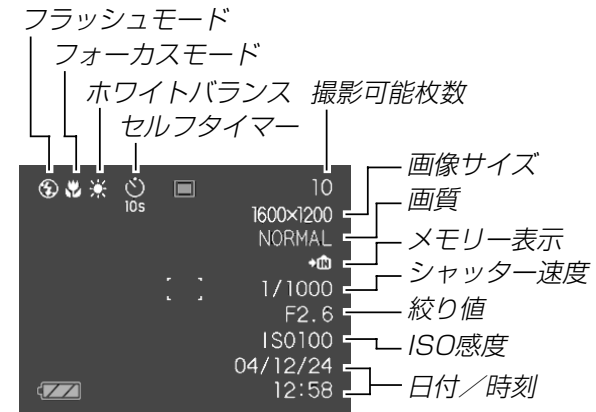 フラッシュモード
フォーカスモード
ホワイトバランス 撮影可能枚数
セルフタイマー
10s
10
1600×1200
NORMAL
IN
1/1000
F2.6
ISO100
04/12/24
12:58
画像サイズ
画質
メモリー表示
シャッター速度
絞り値
ISO感度
日付／時刻